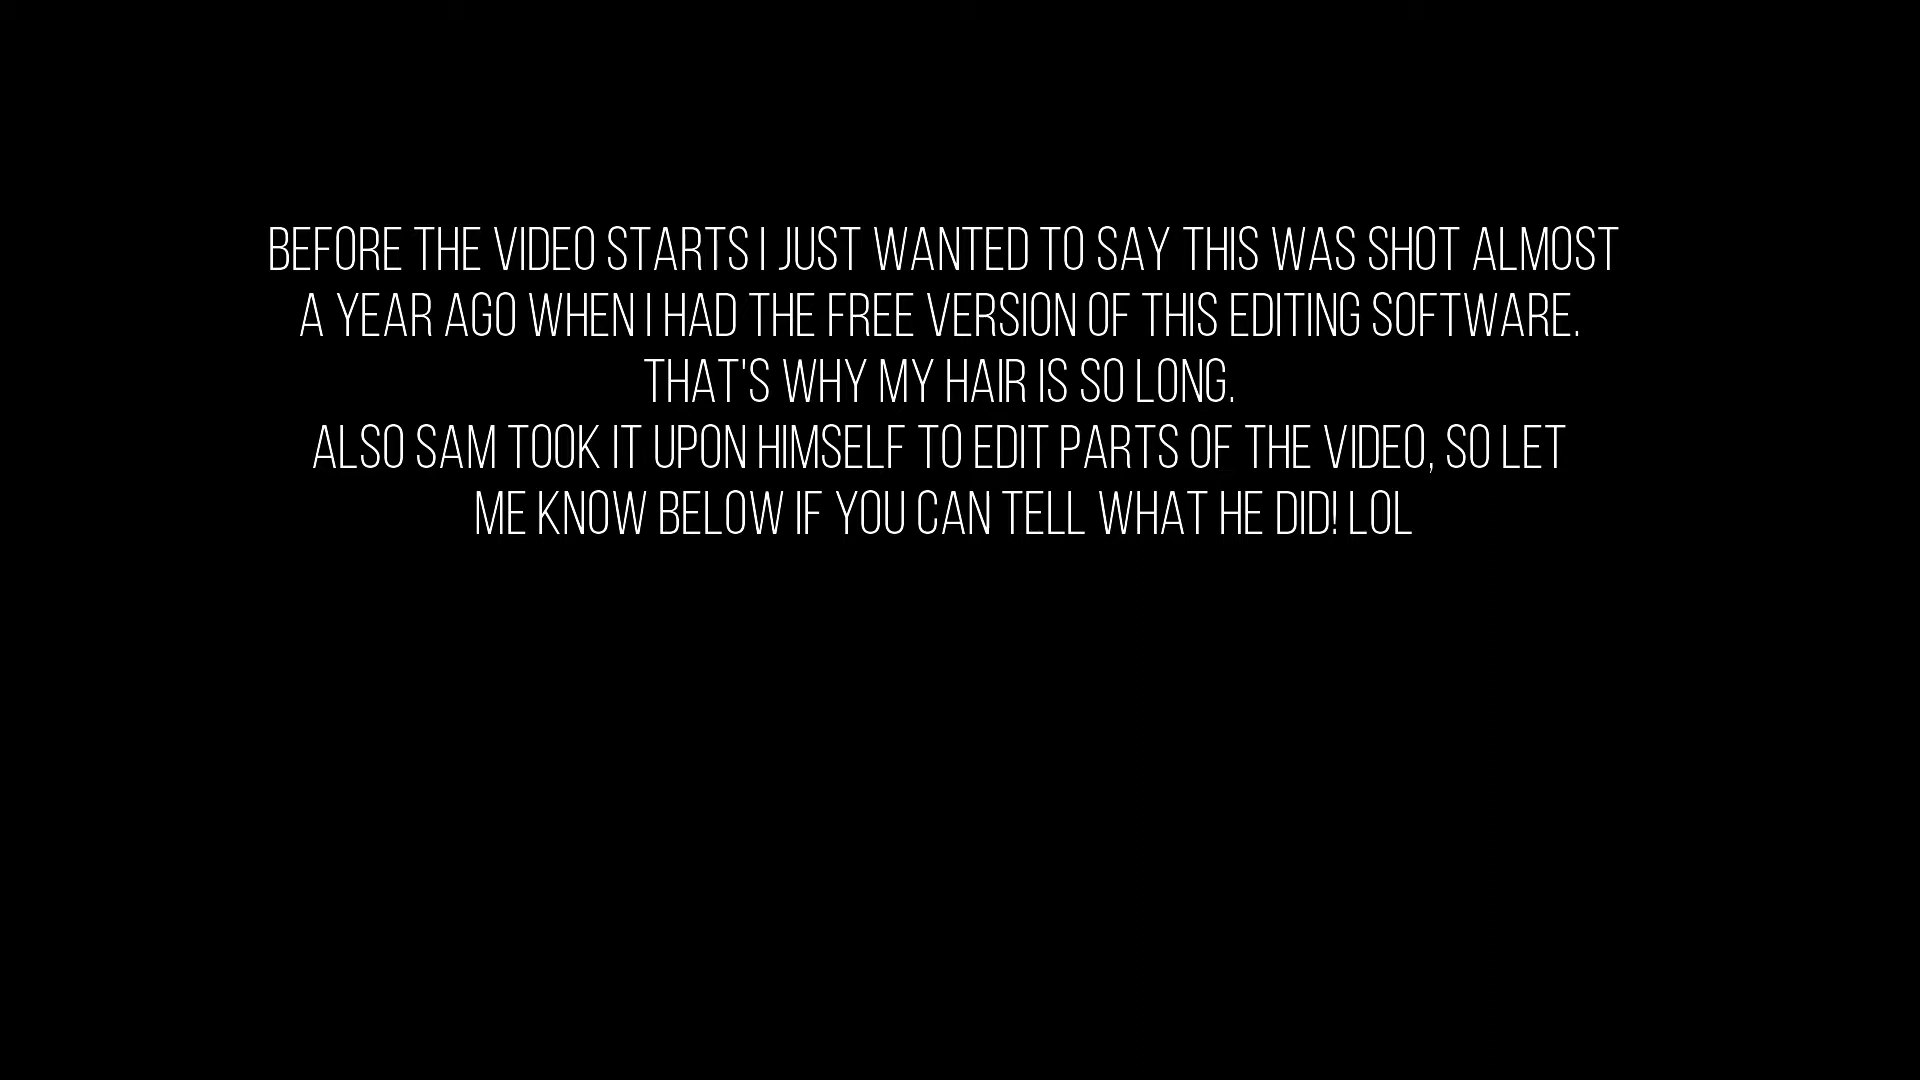 BEFORE THE VIDEO STARTS I JUST WANTED TO SAY THIS WAS SHOT ALMOST
A YEAR AGO WHEN I HAD THE FREE VERSION OF THIS EDITING SOFTWARE.
THAT'S WHY MY HAIR IS SO LONG.
ALSO SAM TOOK IT UPON HIMSELF TO EDIT PARTS OF THE VIDEO, SO LET
ME KNOW BELOW IF YOU CAN TELL WHAT HE DID! LOL